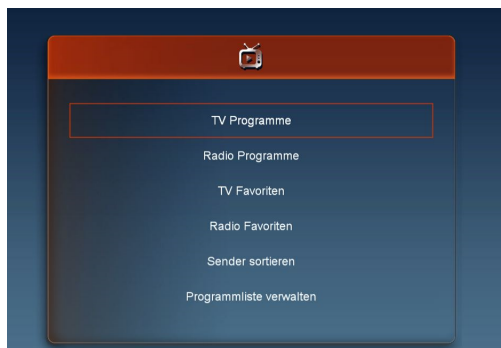 TV Programme
Radio Programme
TV Favoriten
Radio Favoriten
Sender sortieren
Programmliste verwalten